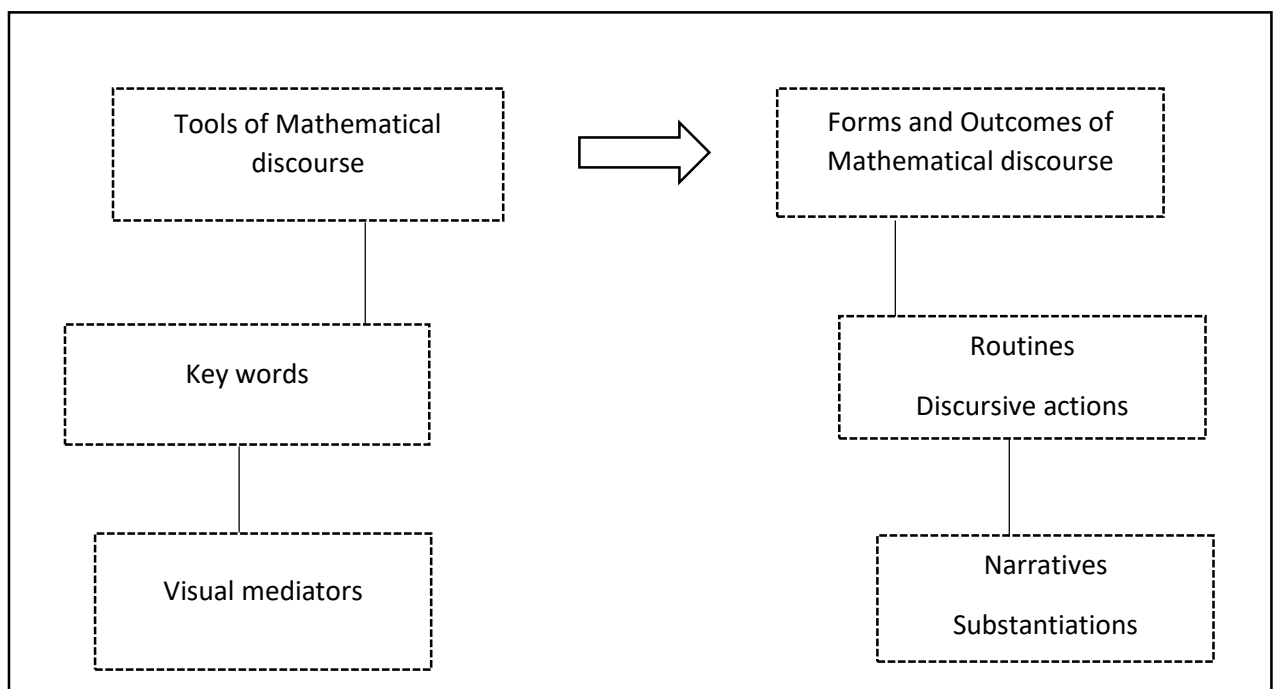 Tools of Mathematical
discourse
Forms and Outcomes of
Mathematical discourse
Key words
Routines
Discursive actions
Visual mediators
Narratives
Substantiations